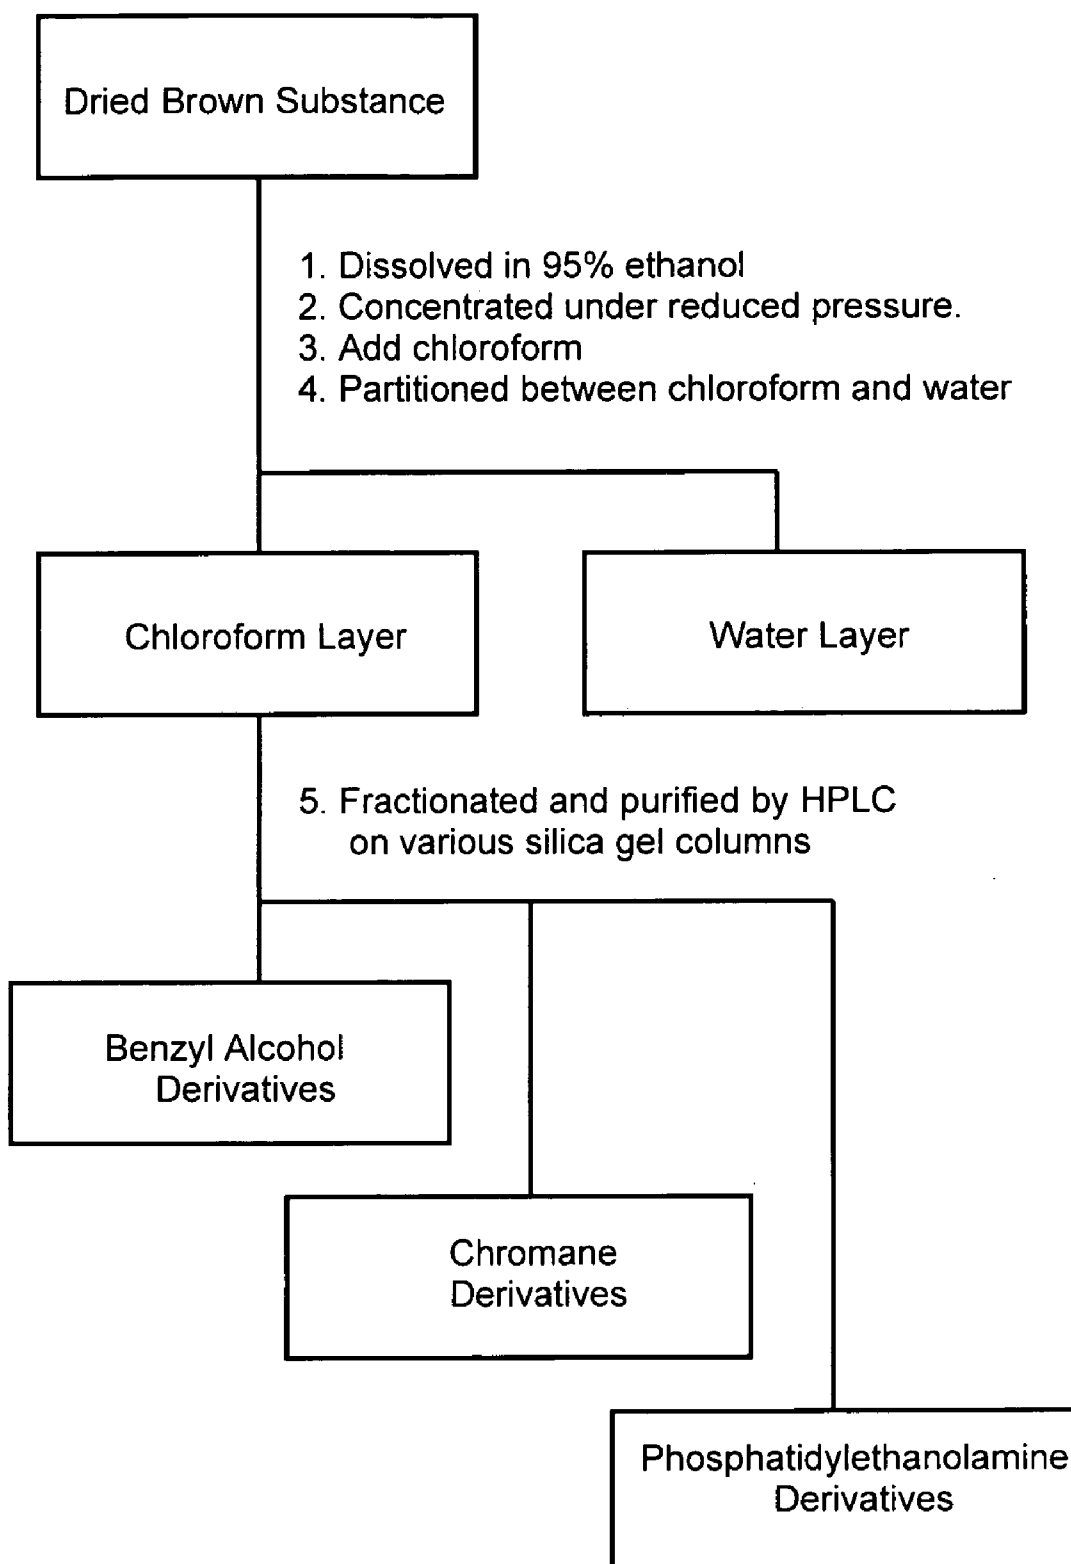 Dried Brown Substance
1. Dissolved in 95% ethanol
2. Concentrated under reduced pressure.
3. Add chloroform
4. Partitioned between chloroform and water
Chloroform Layer
Water Layer
5. Fractionated and purified by HPLC
on various silica gel columns
Benzyl Alcohol
Derivatives
Chromane
Derivatives
Phosphatidylethanolamine
Derivatives